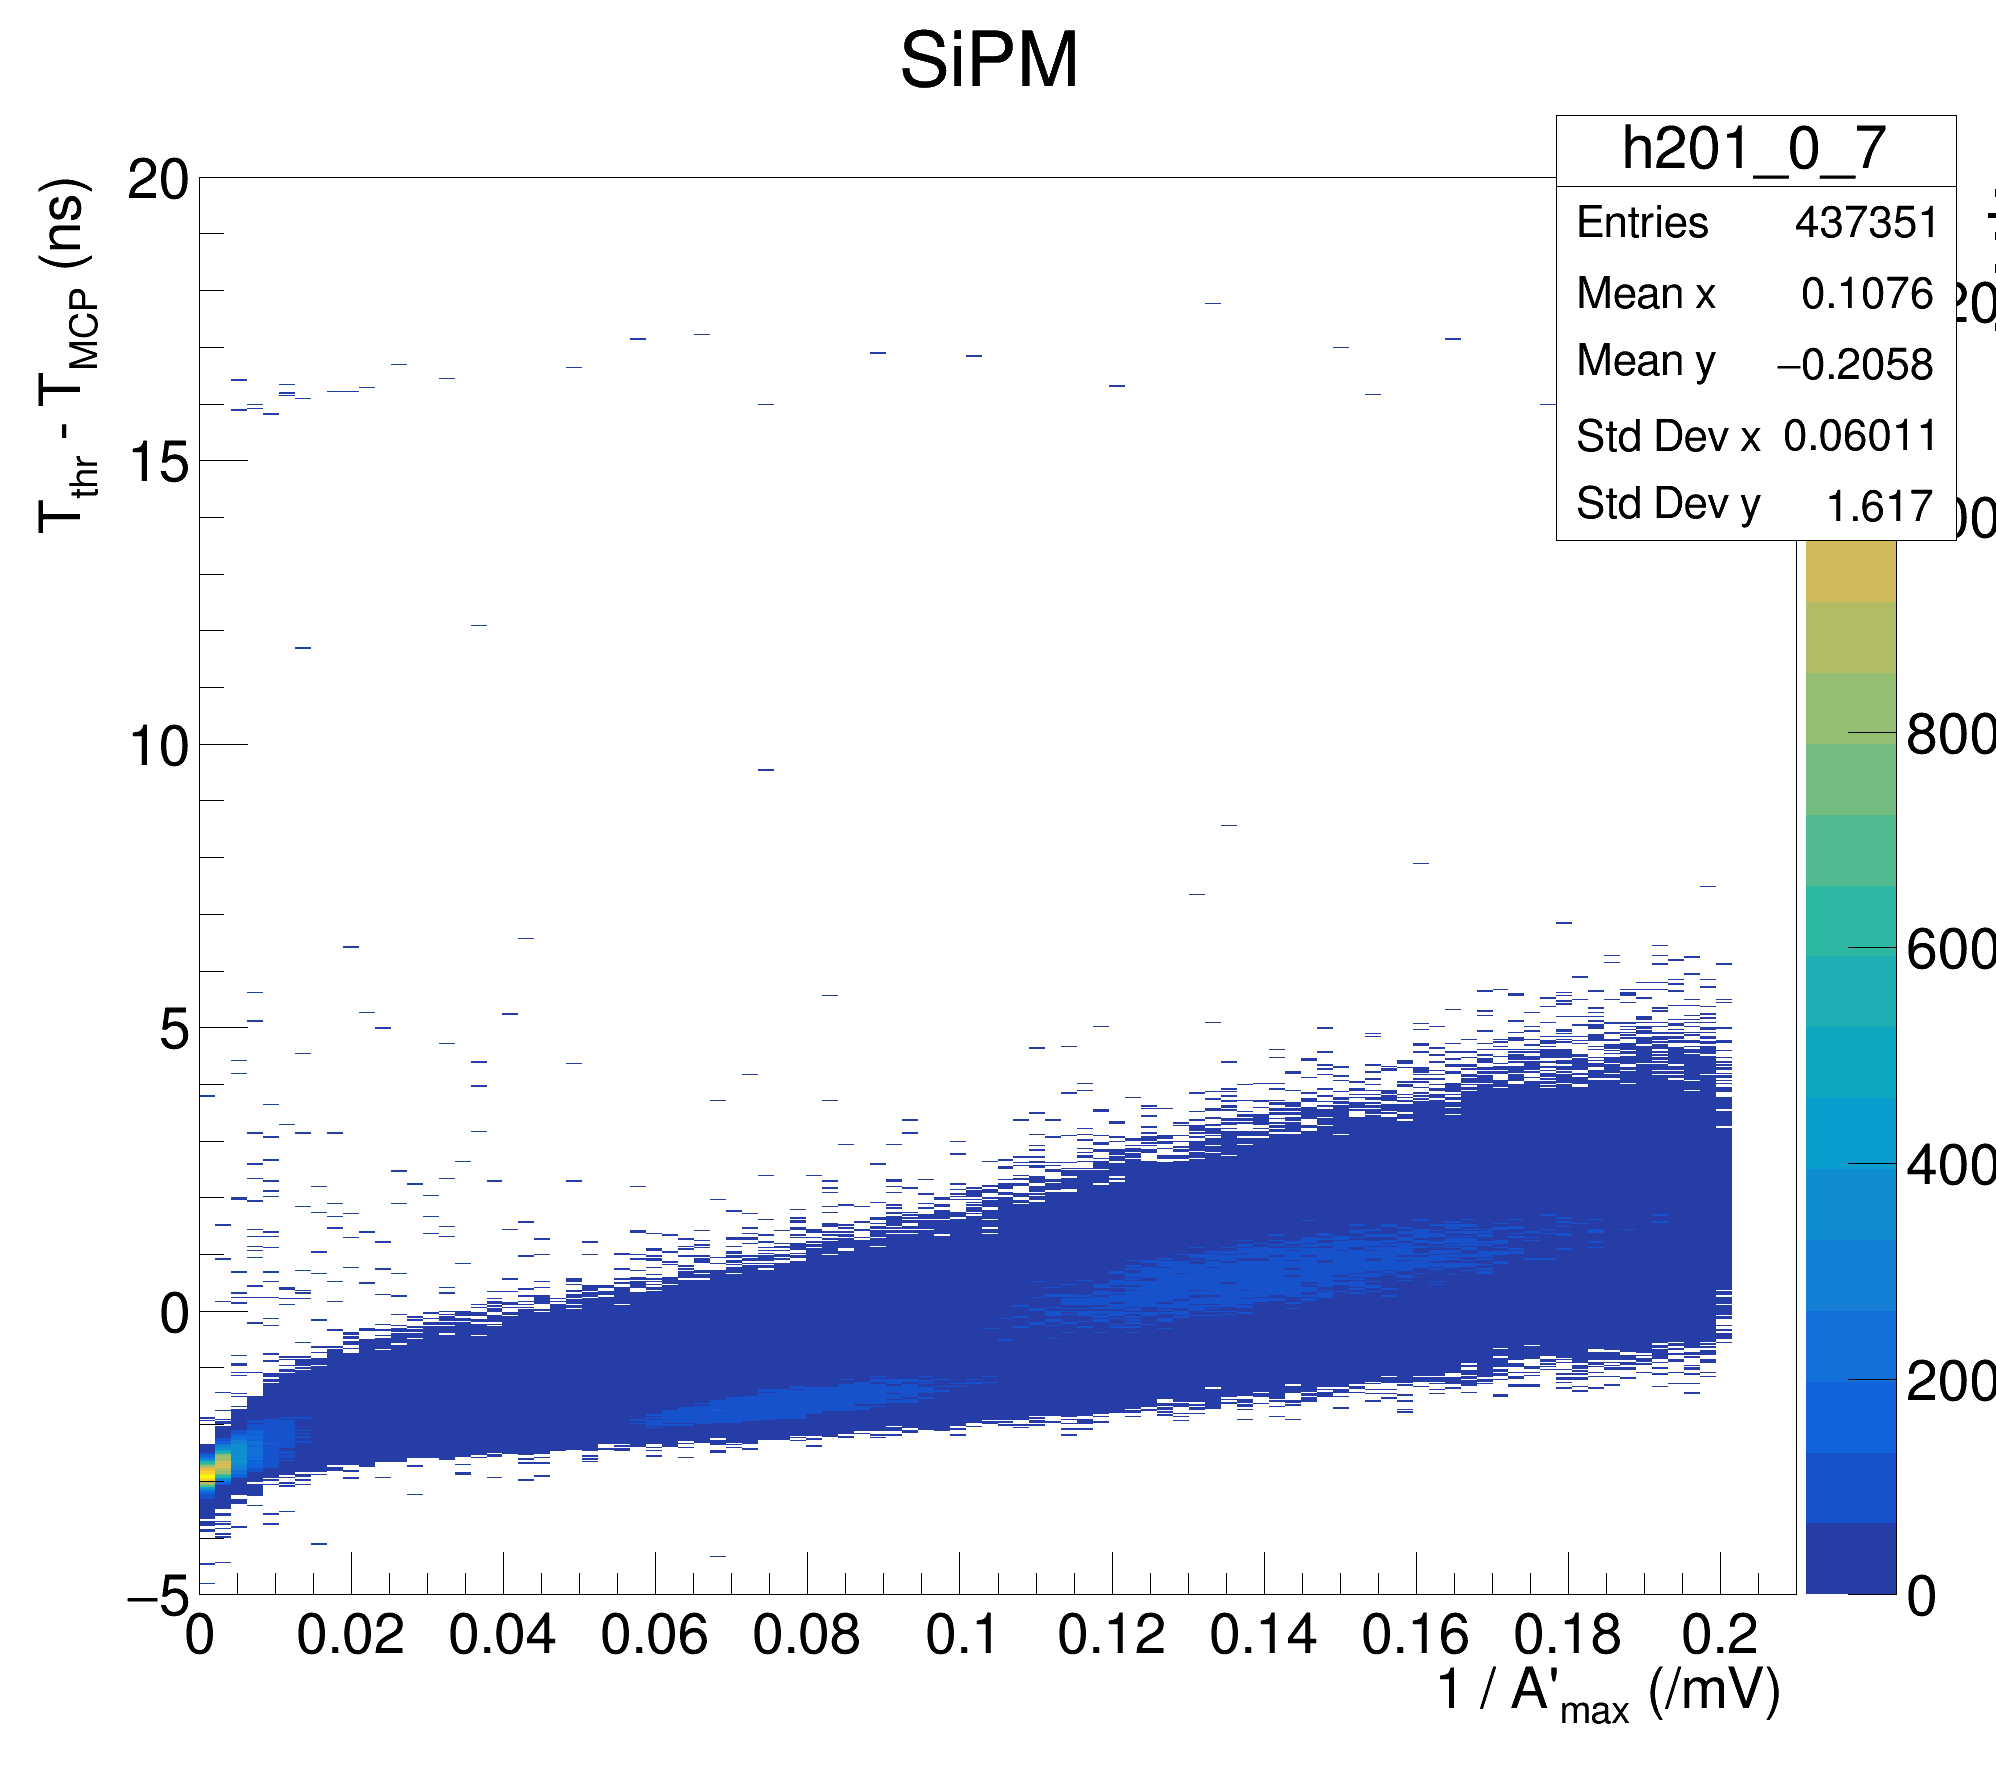 SiPM
h201_0_7
Entries 437351
Mean x 0.1076
Mean y −0.2058
Std Dev x 0.06011
Std Dev y 1.617
T_thr - T_MCP (ns)
20
15
10
5
0
−5
0 0.02 0.04 0.06 0.08 0.1 0.12 0.14 0.16 0.18 0.2
1 / A'_max (/mV)
800
600
400
200
0